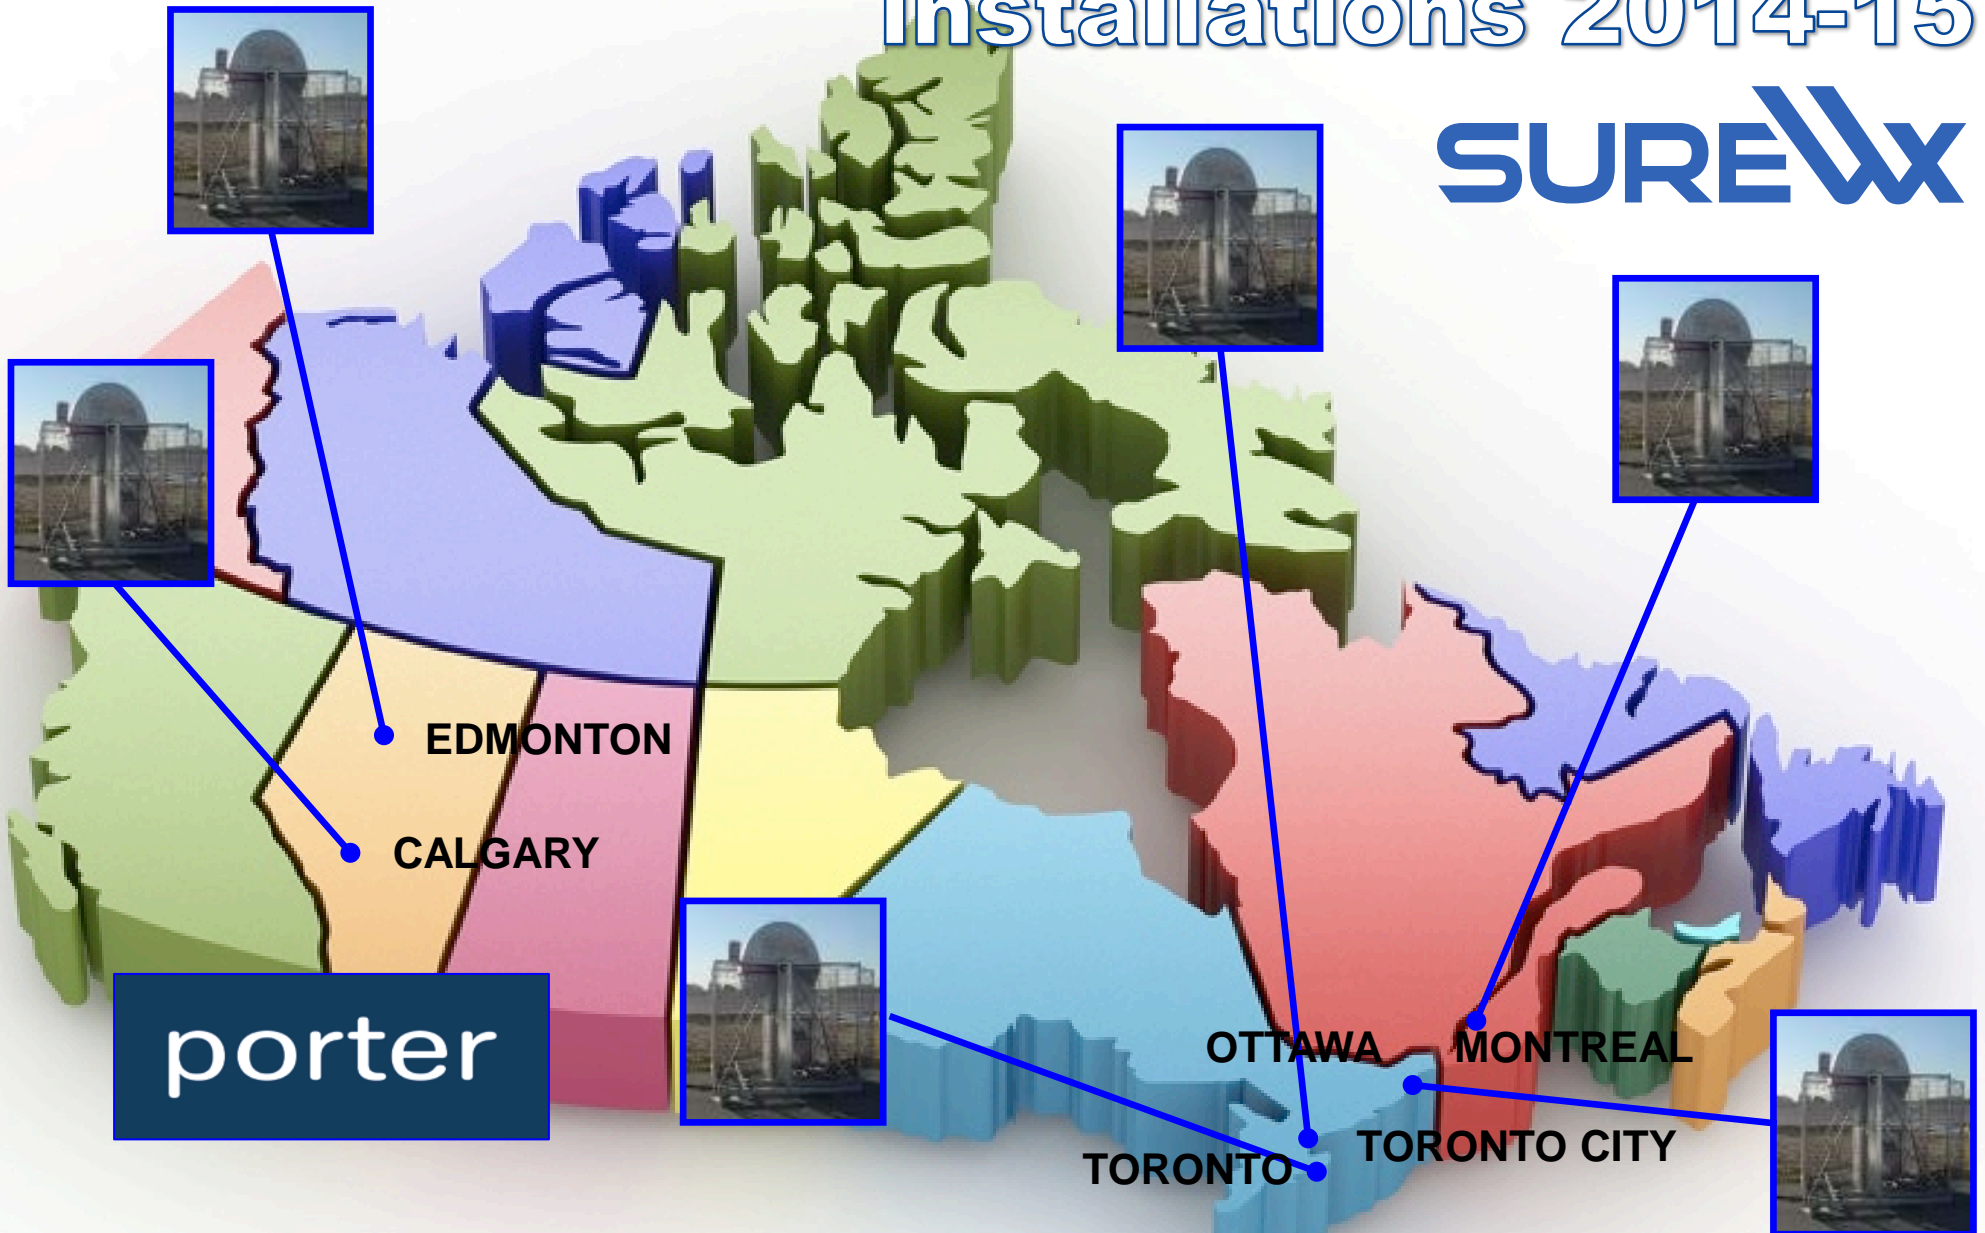 Installations 2014-15
SUREWX
EDMONTON
CALGARY
porter
OTTAWA
MONTREAL
TORONTO CITY
TORONTO